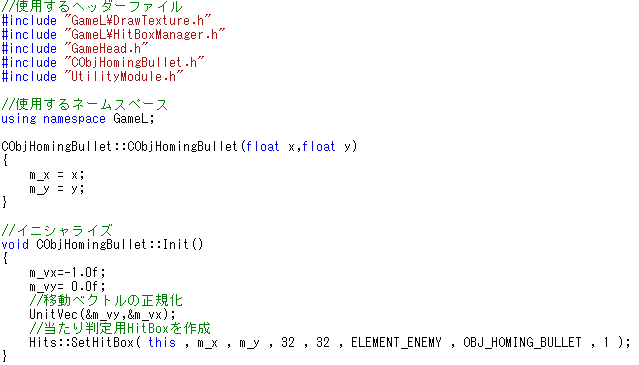 //使用するヘッダーファイル
#include "GameL¥DrawTexture.h"
#include "GameL¥HitBoxManager.h"
#include "GameHead.h"
#include "CObjHomingBullet.h"
#include "UtilityModule.h"
//使用するネームスペース
using namespace GameL;
CObjHomingBullet::CObjHomingBullet(float x,float y)
{
m_x = x;
m_y = y;
}
//イニシャライズ
void CObjHomingBullet::Init()
{
m_vx=-1.0f;
m_vy= 0.0f;
//移動ベクトルの正規化
UnitVec(&m_vy,&m_vx);
//当たり判定用HitBoxを作成
Hits::SetHitBox( this , m_x , m_y , 32 , 32 , ELEMENT_ENEMY , OBJ_HOMING_BULLET , 1 );
}